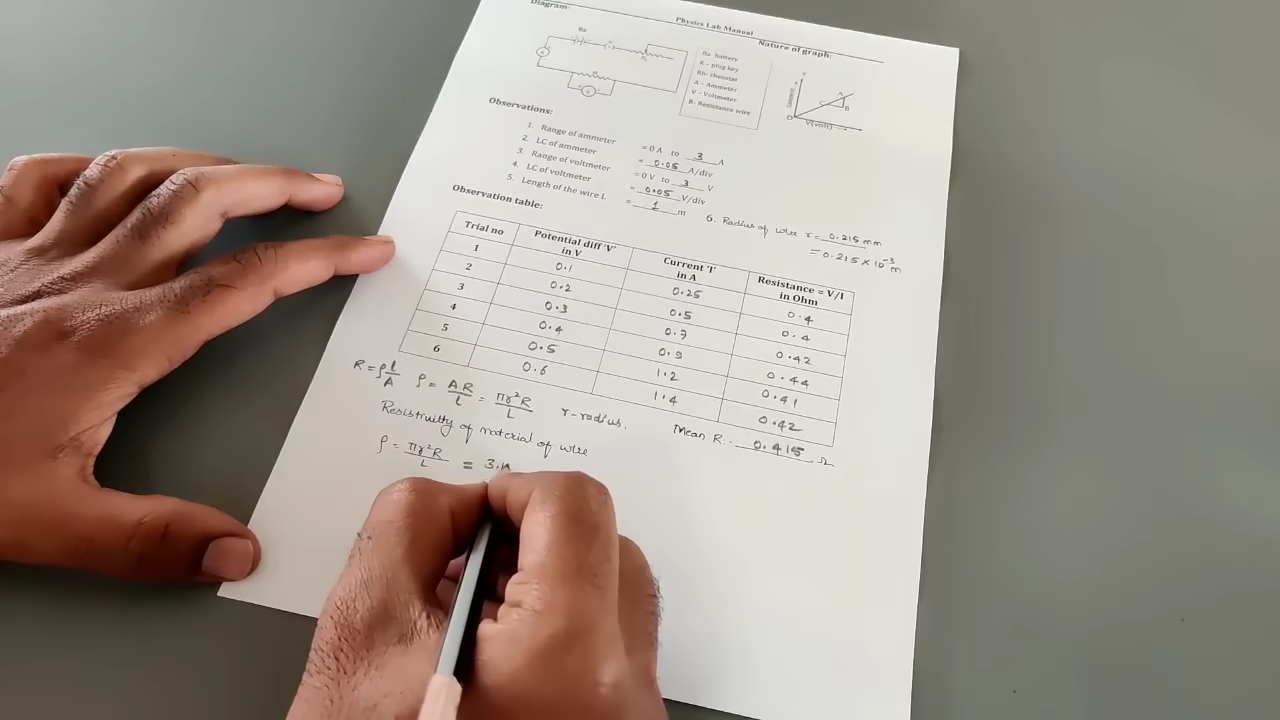 Diagram:
Physics Lab Manual
Nature of graph:
Ba
Ba- battery
K – plug key
Rh- rheostat
A – Ammeter
V – Voltmeter
R- Resistance wire
Y
A
C
B
O
V(volt)
Observations:
1. Range of ammeter = 0 A to 3 A
2. LC of ammeter = 0.05 A/div
3. Range of voltmeter = 0 V to 3 V
4. LC of voltmeter = 0.05 V/div
5. Length of the wire L = 1 m
6. Radius of wire r = 0.215 mm
= 0.215 × 10⁻³ m
Observation table:
Trial no Potential diff 'V' in V Current 'I' in A Resistance = V/I in Ohm
1 0.1 0.25 0.4
2 0.2 0.5 0.4
3 0.3 0.7 0.42
4 0.4 0.9 0.44
5 0.5 1.2 0.41
6 0.6 1.4 0.42
R = ρ l/A ρ = AR/l = πr²R/L r-radius.
Mean R:- 0.415 Ω
Resistivity of material of wire
ρ = πr²R/L = 3.